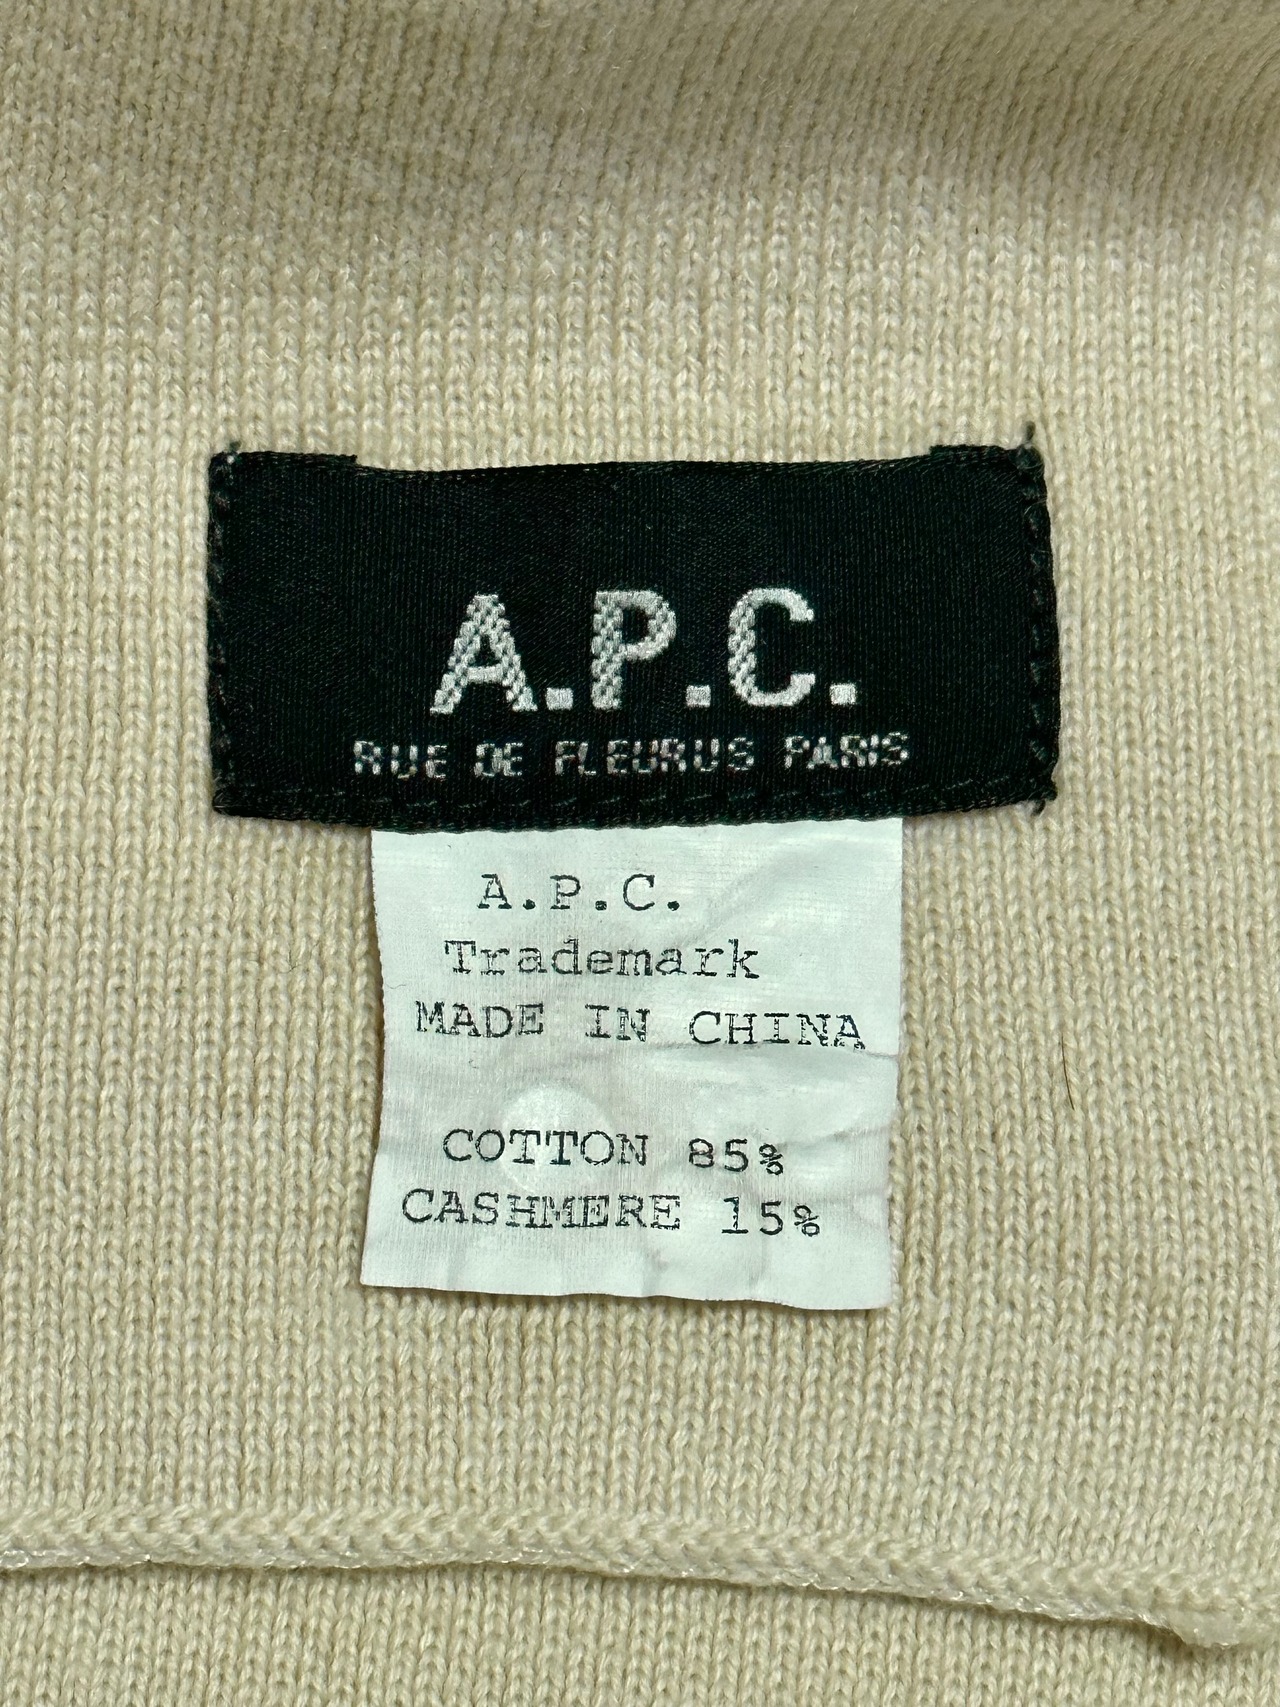 A.P.C.
RUE DE FLEURUS PARIS
A.P.C.
Trademark
MADE IN CHINA
COTTON 85%
CASHMERE 15%